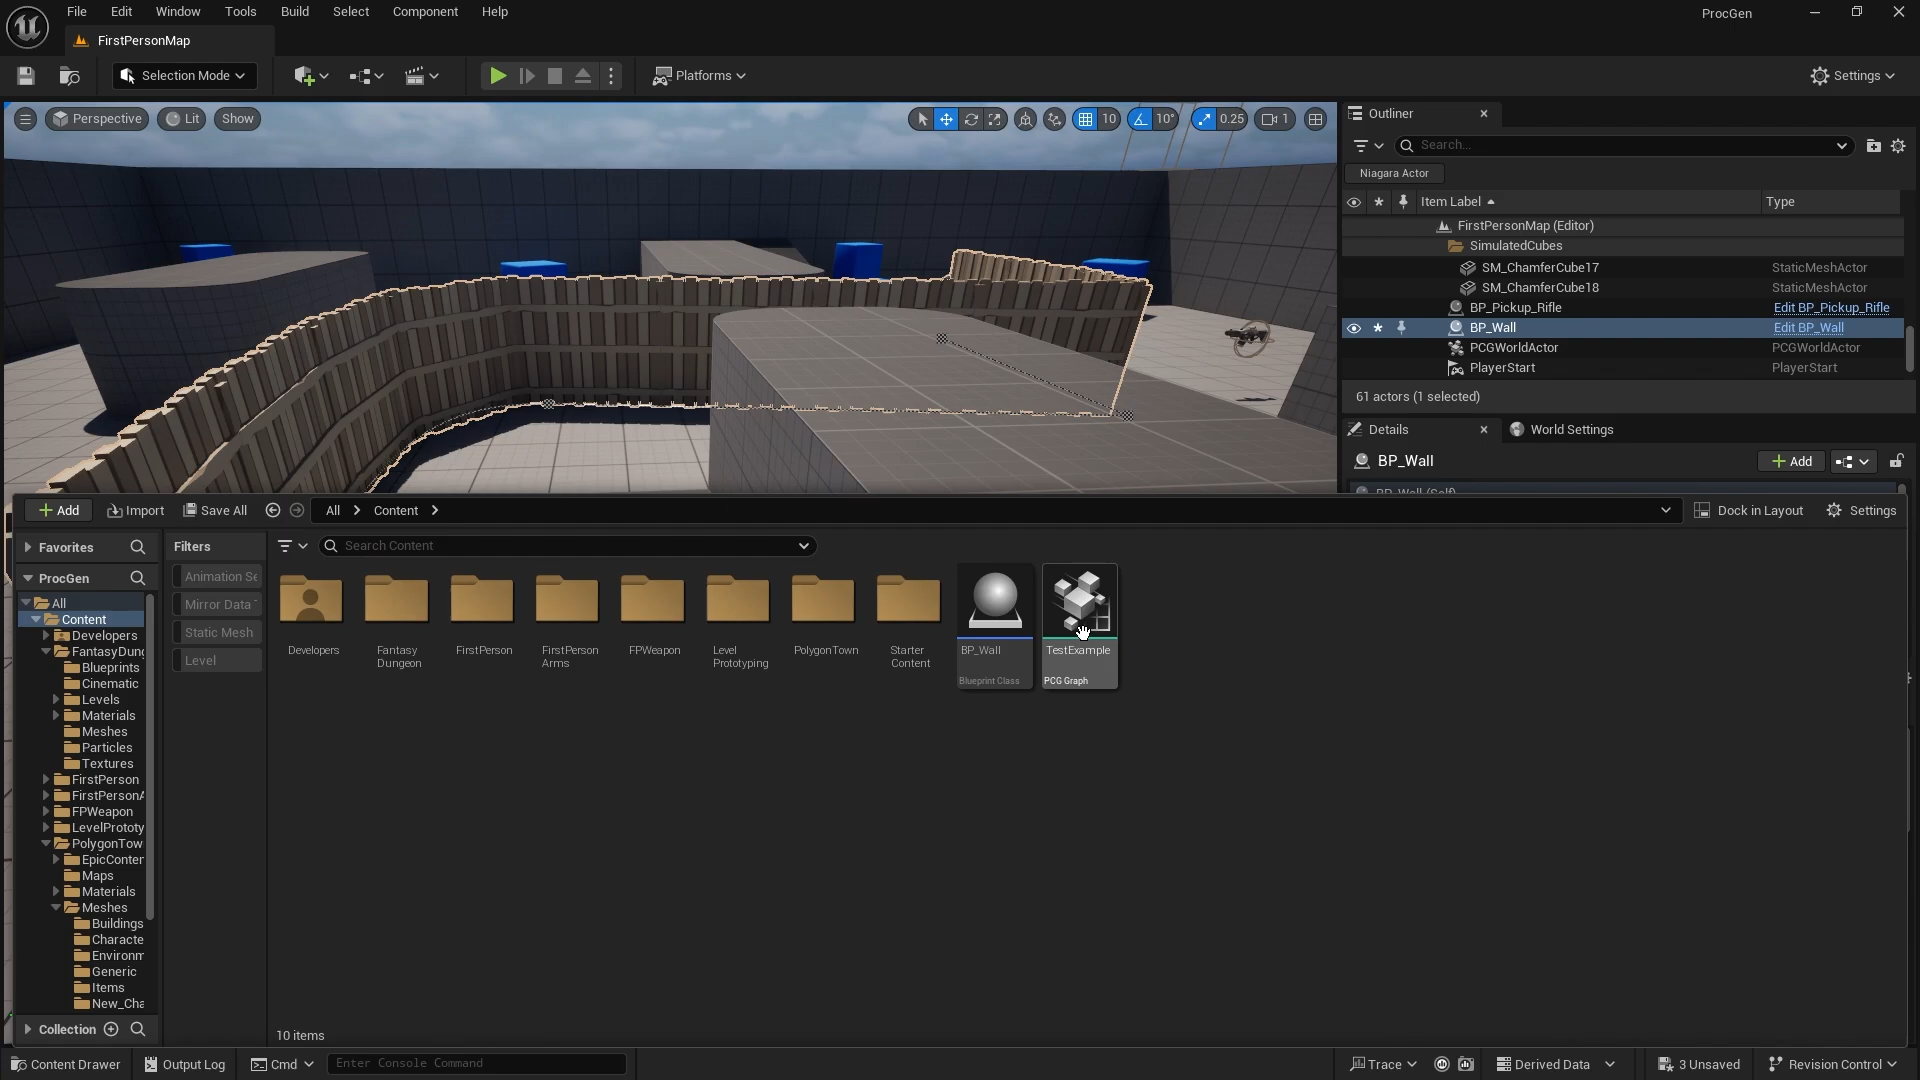 File Edit Window Tools Build Select Component Help
ProcGen
FirstPersonMap
Selection Mode
Platforms
Settings
Perspective Lit Show
10 10° 0.25 1
Outliner
Search...
Niagara Actor
Item Label Type
FirstPersonMap (Editor)
SimulatedCubes
SM_ChamferCube17 StaticMeshActor
SM_ChamferCube18 StaticMeshActor
BP_Pickup_Rifle Edit BP_Pickup_Rifle
BP_Wall Edit BP_Wall
PCGWorldActor PCGWorldActor
PlayerStart PlayerStart
61 actors (1 selected)
Details World Settings
BP_Wall Add
BP_Wall (Self)
Add Import Save All All Content Dock in Layout Settings
Favorites
ProcGen
All
Content
Developers
FantasyDung
Blueprints
Cinematic
Levels
Materials
Meshes
Particles
Textures
FirstPerson
FirstPersonA
FPWeapon
LevelPrototy
PolygonTow
EpicConter
Maps
Materials
Meshes
Buildings
Characte
Environm
Generic
Items
New_Cha
Collection
Filters
Animation Se
Mirror Data T
Static Mesh
Level
Search Content
Developers
Fantasy
Dungeon
FirstPerson
FirstPerson
Arms
FPWeapon
Level
Prototyping
PolygonTown
Starter
Content
BP_Wall
Blueprint Class
TestExample
PCG Graph
10 items
Content Drawer Output Log Cmd Enter Console Command Trace Derived Data 3 Unsaved Revision Control